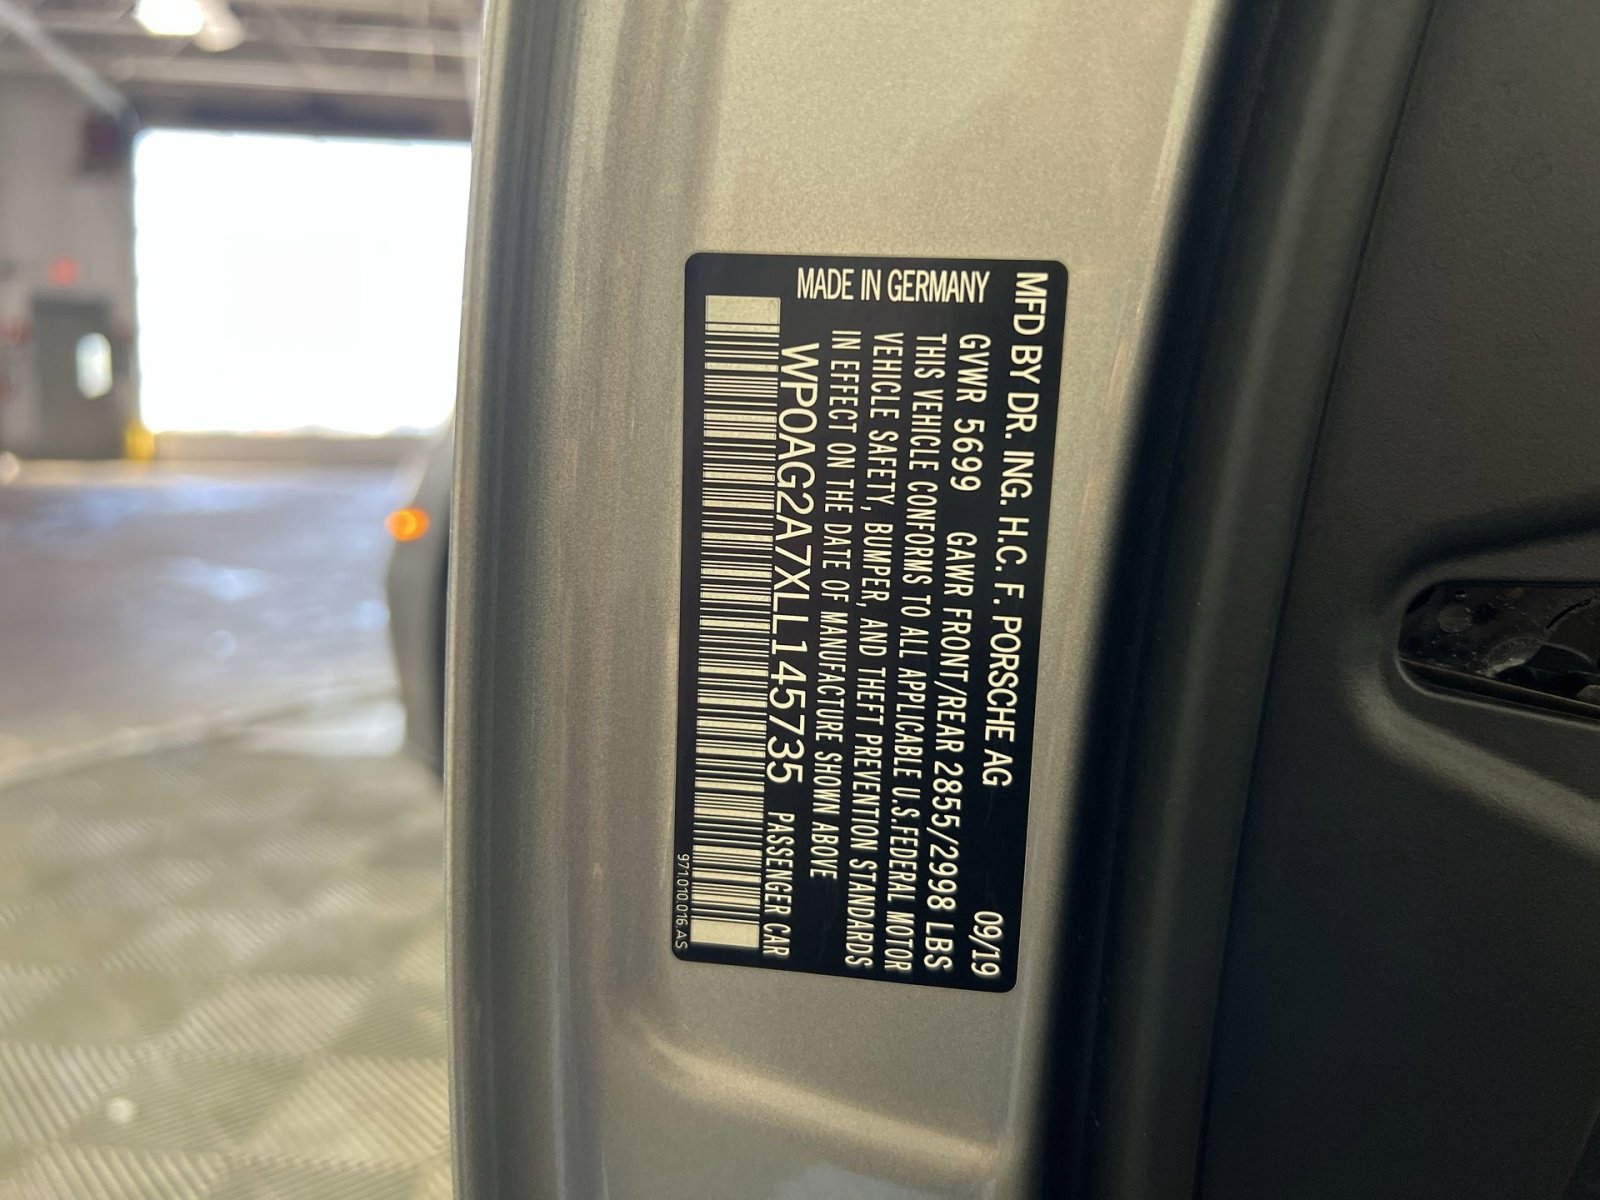 MFD BY DR. ING. H.C. F. PORSCHE AG 09/19
MADE IN GERMANY
GVWR 5699 GAWR FRONT/REAR 2855/2998 LBS
THIS VEHICLE CONFORMS TO ALL APPLICABLE U.S.FEDERAL MOTOR
VEHICLE SAFETY, BUMPER, AND THEFT PREVENTION STANDARDS
IN EFFECT ON THE DATE OF MANUFACTURE SHOWN ABOVE
WP0AG2A7XLL145735 PASSENGER CAR
971.010.016.AS